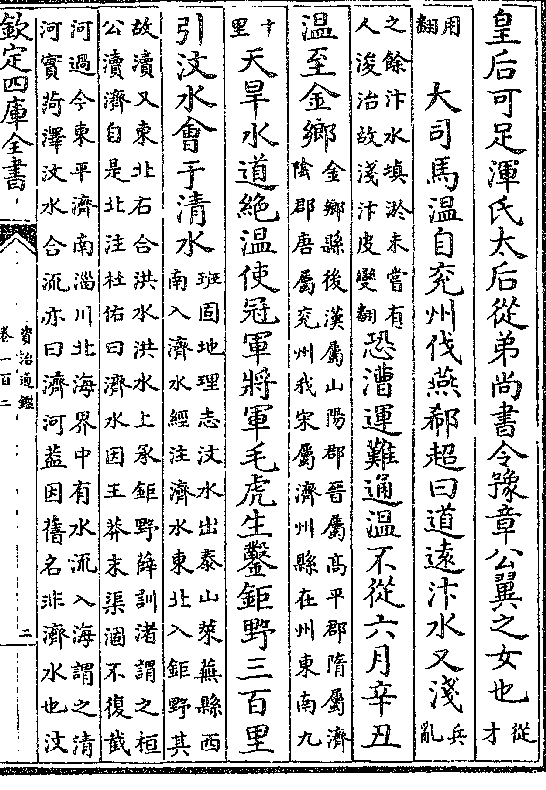 皇后可足渾氏太后從弟尚書令豫章公翼之女也
從
才
用
翻
大司馬温自兖州伐燕郗超曰道遠汴水又淺
兵
亂
之餘汴水填淤未嘗有
人浚治故淺汴皮變翻
恐漕運難通温不從六月辛丑
温至金鄉
金鄉縣後漢屬山陽郡晉屬髙平郡隋屬濟
隂郡唐屬兖州我宋屬濟州縣在州東南九
十
里
天旱水道絶温使冠軍將軍毛虎生鑿鉅野三百里
引汶水會于清水
班固地理志汶水出泰山萊蕪縣西
南入濟水經注濟水東北入鉅野其
故瀆又東北右合洪水洪水上承鉅野薛訓渚謂之桓
公瀆濟自是北注杜佑曰濟水因王莽末渠涸不復截
河過今東平濟南淄川北海界中有水流入海謂之清
河實菏澤汶水合流亦曰濟河葢因舊名非濟水也汶
欽定四庫全書
資治通鑑
卷一百二
二